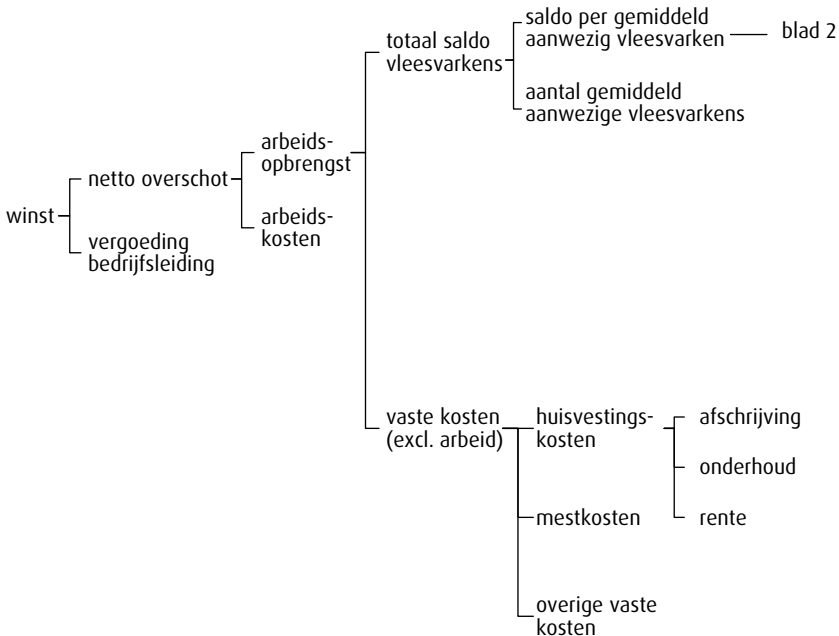 saldo per gemiddeld
aanwezig vleesvarken
blad 2
totaal saldo
vleesvarkens
aantal gemiddeld
aanwezige vleesvarkens
arbeids-
opbrengst
netto overschot
winst
arbeids-
kosten
vergoeding
bedrijfsleiding
vaste kosten
(excl. arbeid)
huisvestings-
kosten
afschrijving
onderhoud
mestkosten
rente
overige vaste
kosten